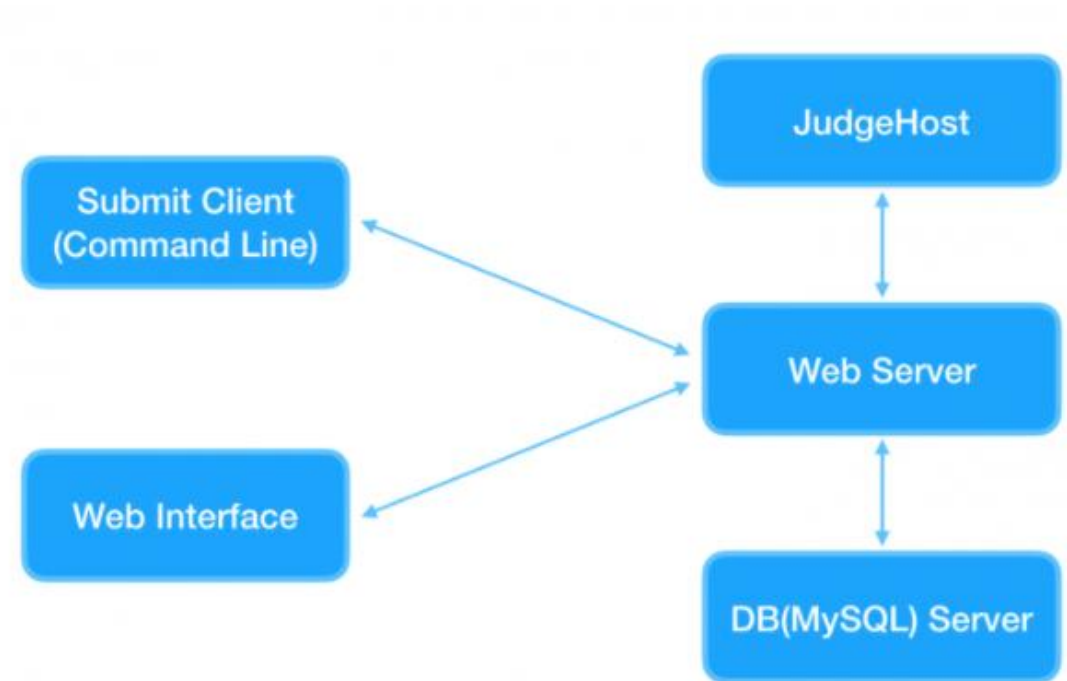 JudgeHost
Submit Client
(Command Line)
Web Server
Web Interface
DB(MySQL) Server